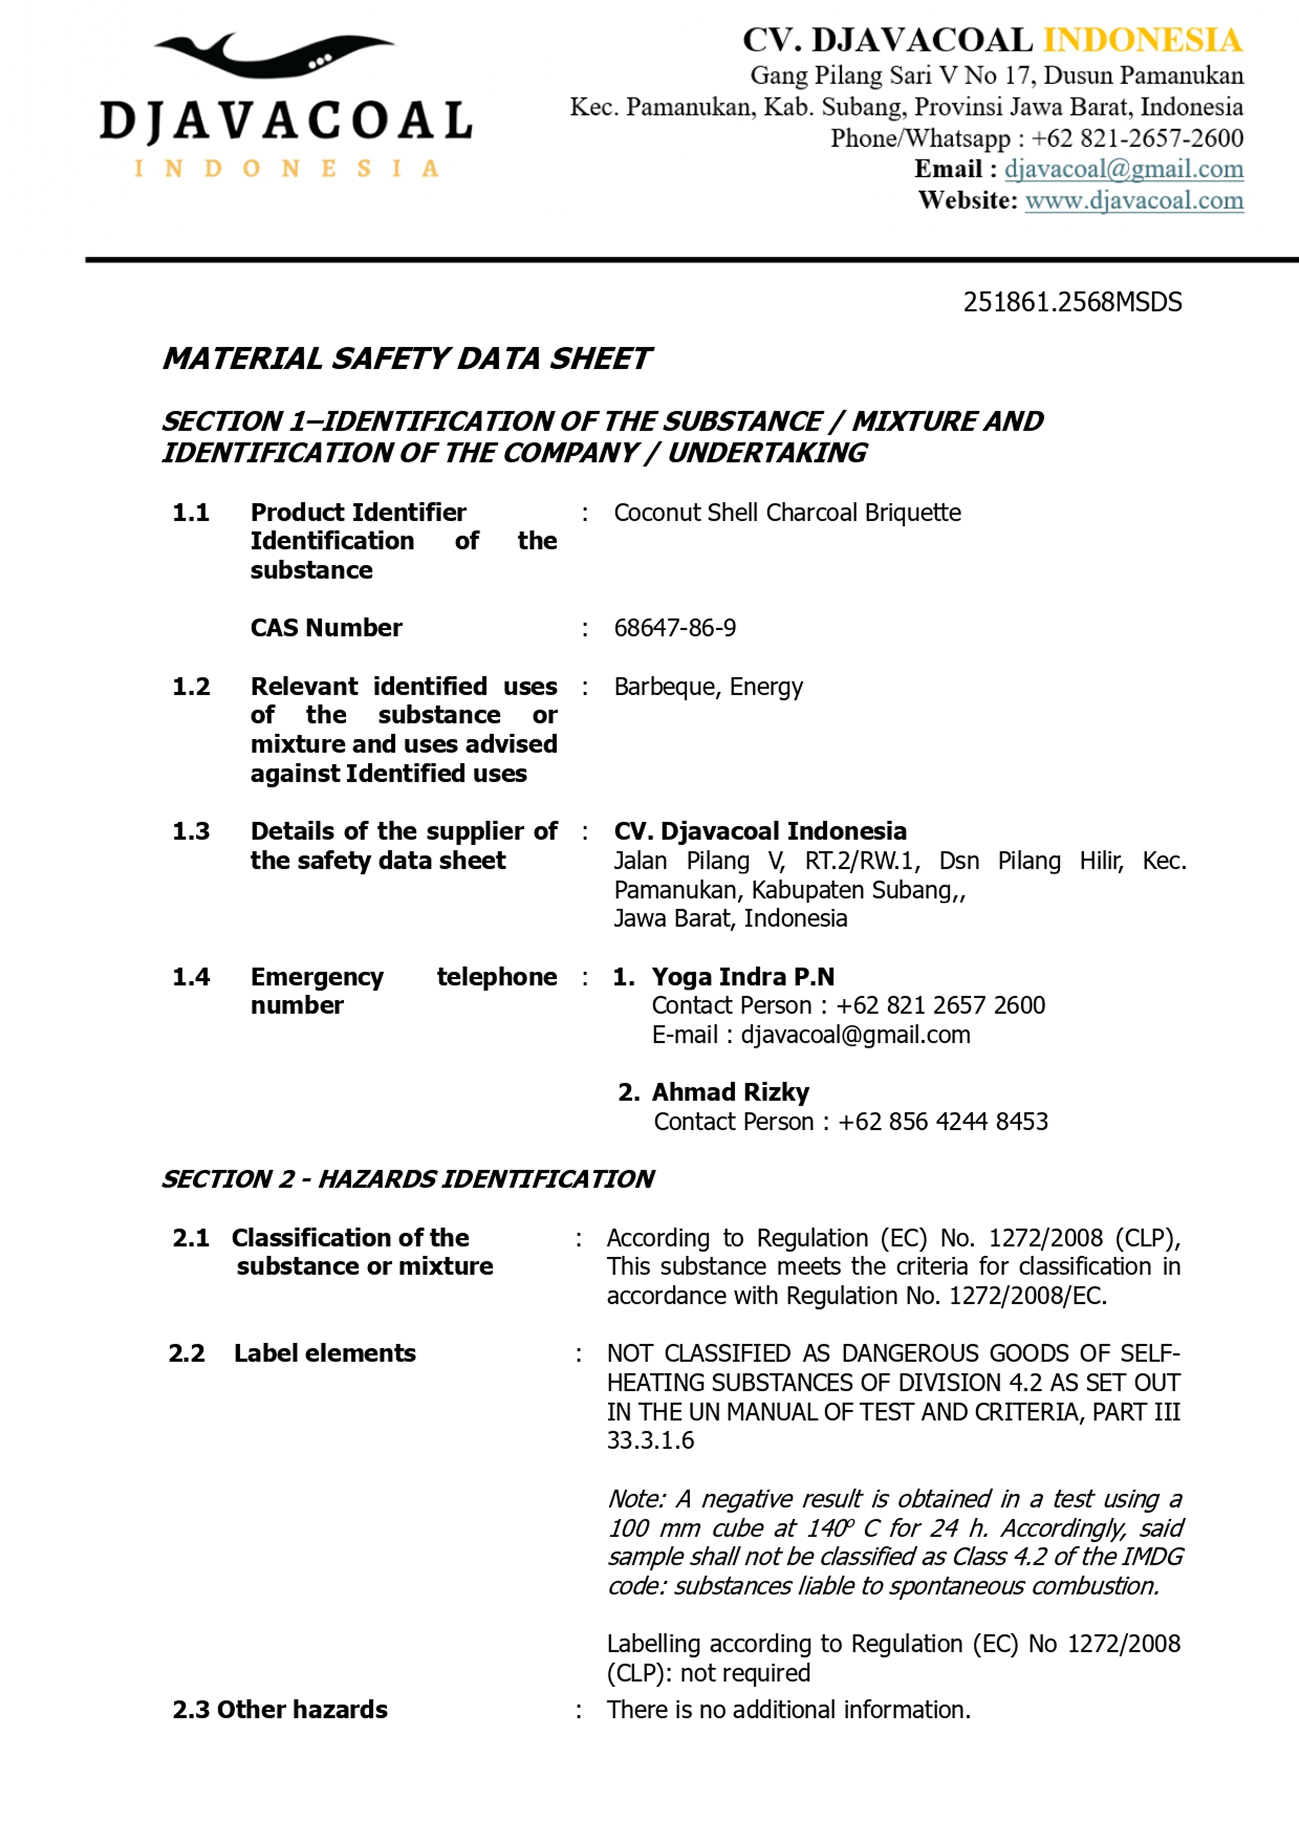 DJAVACOAL
INDONESIA
CV. DJAVACOAL INDONESIA
Gang Pilang Sari V No 17, Dusun Pamanukan
Kec. Pamanukan, Kab. Subang, Provinsi Jawa Barat, Indonesia
Phone/Whatsapp : +62 821-2657-2600
Email : djavacoal@gmail.com
Website: www.djavacoal.com
251861.2568MSDS
MATERIAL SAFETY DATA SHEET
SECTION 1–IDENTIFICATION OF THE SUBSTANCE / MIXTURE AND
IDENTIFICATION OF THE COMPANY / UNDERTAKING
1.1 Product Identifier : Coconut Shell Charcoal Briquette
Identification of the
substance
CAS Number : 68647-86-9
1.2 Relevant identified uses : Barbeque, Energy
of the substance or
mixture and uses advised
against Identified uses
1.3 Details of the supplier of : CV. Djavacoal Indonesia
the safety data sheet Jalan Pilang V, RT.2/RW.1, Dsn Pilang Hilir, Kec.
Pamanukan, Kabupaten Subang,,
Jawa Barat, Indonesia
1.4 Emergency telephone : 1. Yoga Indra P.N
number Contact Person : +62 821 2657 2600
E-mail : djavacoal@gmail.com
2. Ahmad Rizky
Contact Person : +62 856 4244 8453
SECTION 2 - HAZARDS IDENTIFICATION
2.1 Classification of the : According to Regulation (EC) No. 1272/2008 (CLP),
substance or mixture This substance meets the criteria for classification in
accordance with Regulation No. 1272/2008/EC.
2.2 Label elements : NOT CLASSIFIED AS DANGEROUS GOODS OF SELF-
HEATING SUBSTANCES OF DIVISION 4.2 AS SET OUT
IN THE UN MANUAL OF TEST AND CRITERIA, PART III
33.3.1.6
Note: A negative result is obtained in a test using a
100 mm cube at 140º C for 24 h. Accordingly, said
sample shall not be classified as Class 4.2 of the IMDG
code: substances liable to spontaneous combustion.
Labelling according to Regulation (EC) No 1272/2008
(CLP): not required
2.3 Other hazards : There is no additional information.